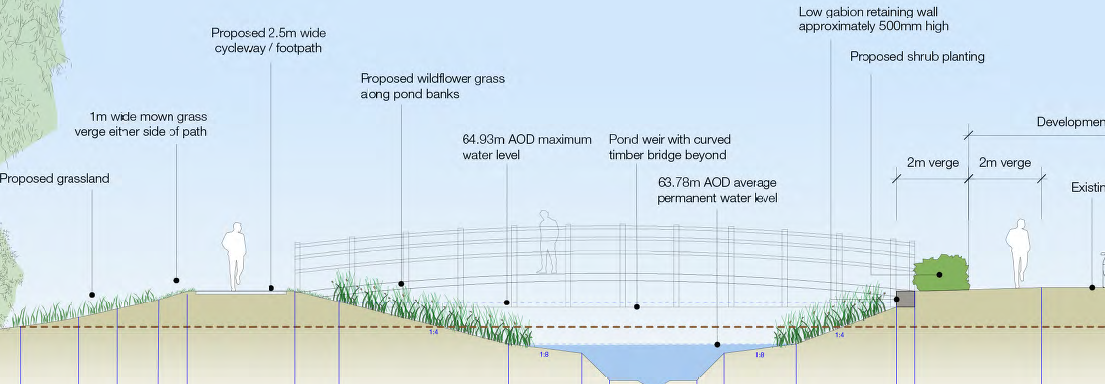 Low gabion retaining wall
approximately 500mm high
Proposed 2.5m wide
cycleway / footpath
Proposed shrub planting
Proposed wildflower grass
along pond banks
1m wide mown grass
verge either side of path
Developmen
64.93m AOD maximum
water level
Pond weir with curved
timber bridge beyond
2m verge
2m verge
Proposed grassland
63.78m AOD average
permanent water level
Existin
1:4
1:4
1:8
1:8